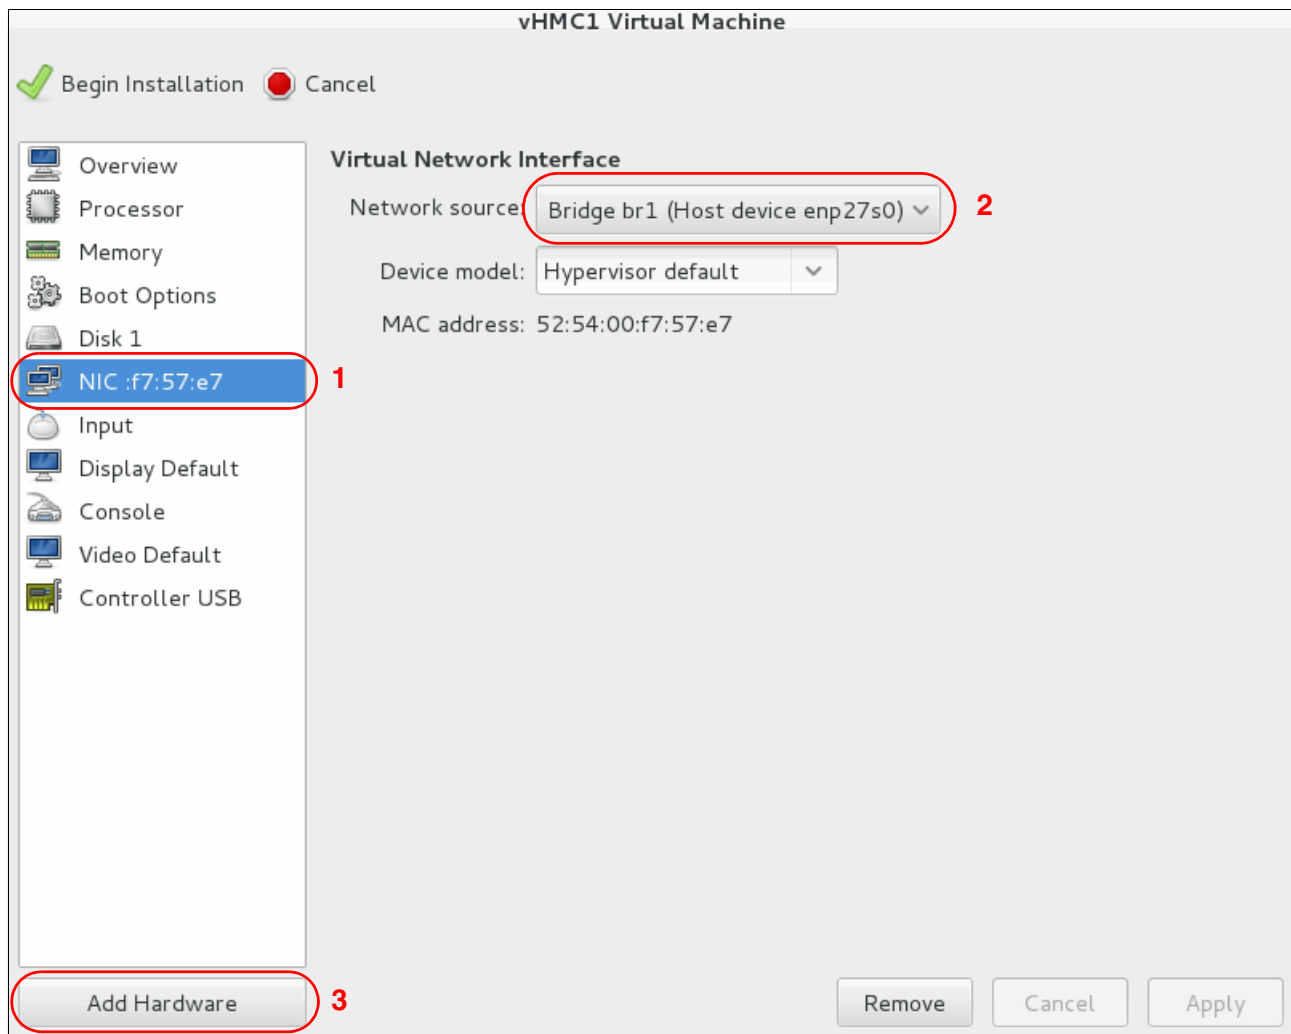 vHMC1 Virtual Machine
Begin Installation Cancel
Overview
Processor
Memory
Boot Options
Disk 1
NIC :f7:57:e7 1
Input
Display Default
Console
Video Default
Controller USB
Virtual Network Interface
Network source: Bridge br1 (Host device enp27s0) 2
Device model: Hypervisor default
MAC address: 52:54:00:f7:57:e7
Add Hardware 3
Remove Cancel Apply